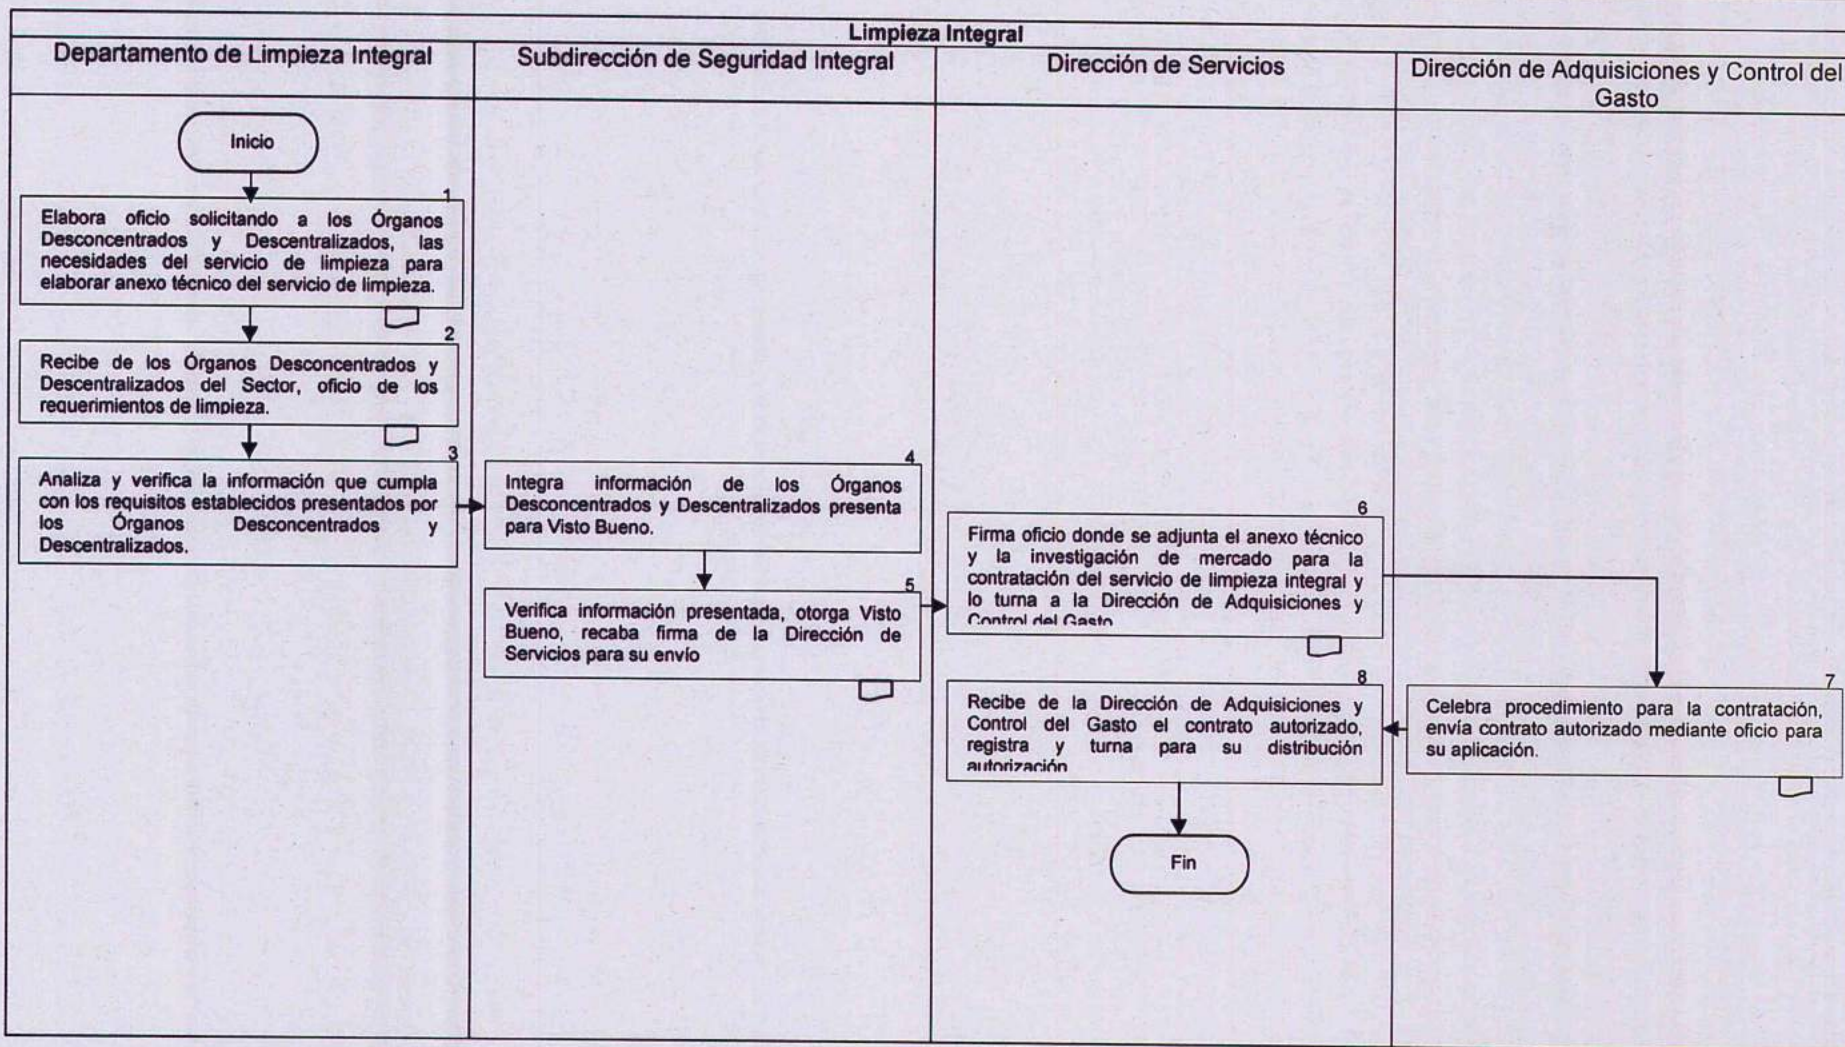 Limpieza Integral
Departamento de Limpieza Integral
Subdirección de Seguridad Integral
Dirección de Servicios
Dirección de Adquisiciones y Control del
Gasto
Inicio
1
Elabora oficio solicitando a los Órganos
Desconcentrados y Descentralizados, las
necesidades del servicio de limpieza para
elaborar anexo técnico del servicio de limpieza.
2
Recibe de los Órganos Desconcentrados y
Descentralizados del Sector, oficio de los
requerimientos de limpieza.
3
Analiza y verifica la información que cumpla
con los requisitos establecidos presentados por
los Órganos Desconcentrados y
Descentralizados.
4
Integra información de los Órganos
Desconcentrados y Descentralizados presenta
para Visto Bueno.
5
Verifica información presentada, otorga Visto
Bueno, recaba firma de la Dirección de
Servicios para su envío
6
Firma oficio donde se adjunta el anexo técnico
y la investigación de mercado para la
contratación del servicio de limpieza integral y
lo turna a la Dirección de Adquisiciones y
Control del Gasto
7
Celebra procedimiento para la contratación,
envía contrato autorizado mediante oficio para
su aplicación.
8
Recibe de la Dirección de Adquisiciones y
Control del Gasto el contrato autorizado,
registra y turna para su distribución
autorización
Fin